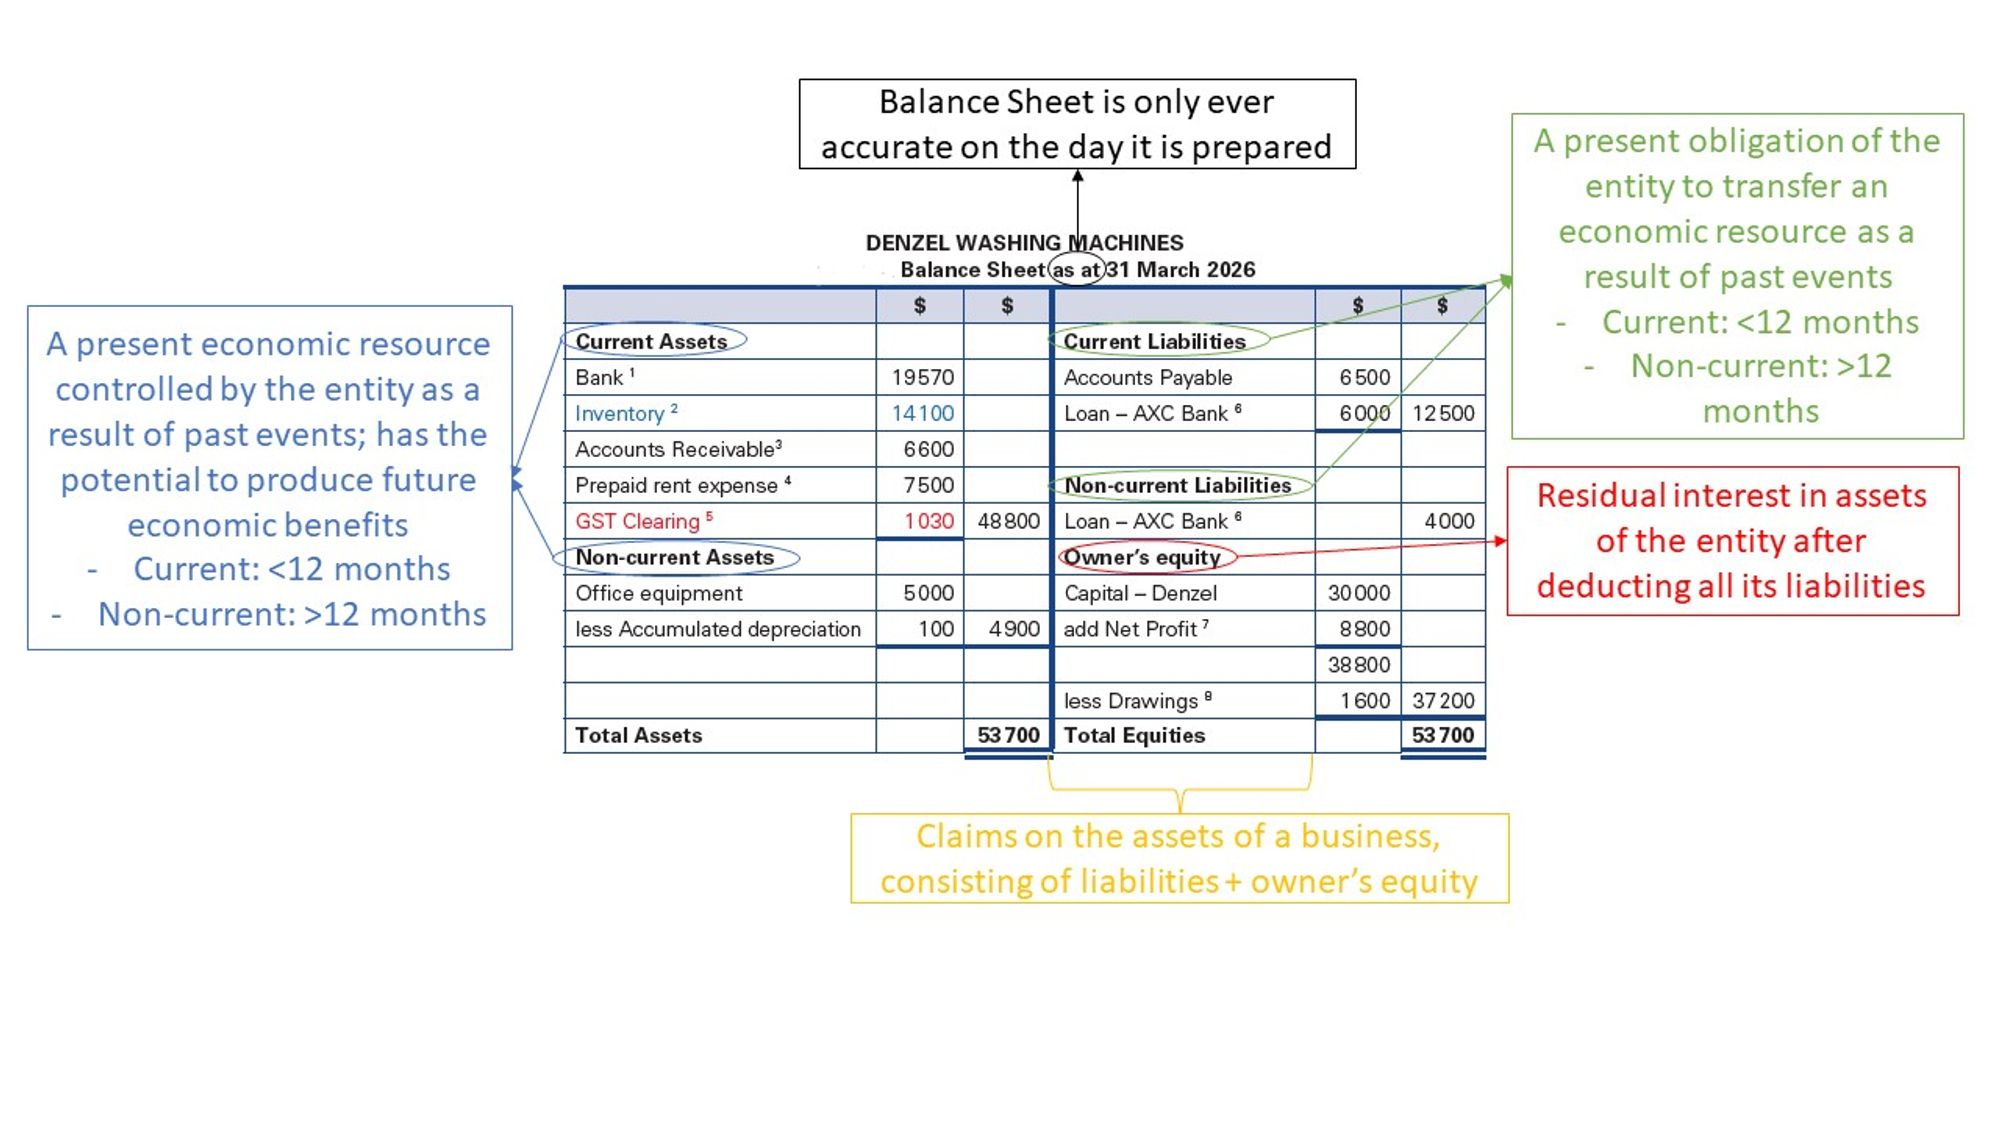 Balance Sheet is only ever
accurate on the day it is prepared
A present obligation of the
entity to transfer an
economic resource as a
result of past events
- Current: <12 months
- Non-current: >12
months
DENZEL WASHING MACHINES
Balance Sheet as at 31 March 2026
$ $ $ $
A present economic resource
controlled by the entity as a
result of past events; has the
potential to produce future
economic benefits
- Current: <12 months
- Non-current: >12 months
Current Assets Current Liabilities
Bank ¹ 19570 Accounts Payable 6500
Inventory ² 14100 Loan – AXC Bank ⁶ 6000 12500
Accounts Receivable³ 6600
Prepaid rent expense ⁴ 7500 Non-current Liabilities
GST Clearing ⁵ 1030 48800 Loan – AXC Bank ⁶ 4000
Non-current Assets Owner's equity
Office equipment 5000 Capital – Denzel 30000
less Accumulated depreciation 100 4900 add Net Profit ⁷ 8800
38800
less Drawings ⁸ 1600 37200
Total Assets 53700 Total Equities 53700
Residual interest in assets
of the entity after
deducting all its liabilities
Claims on the assets of a business,
consisting of liabilities + owner's equity